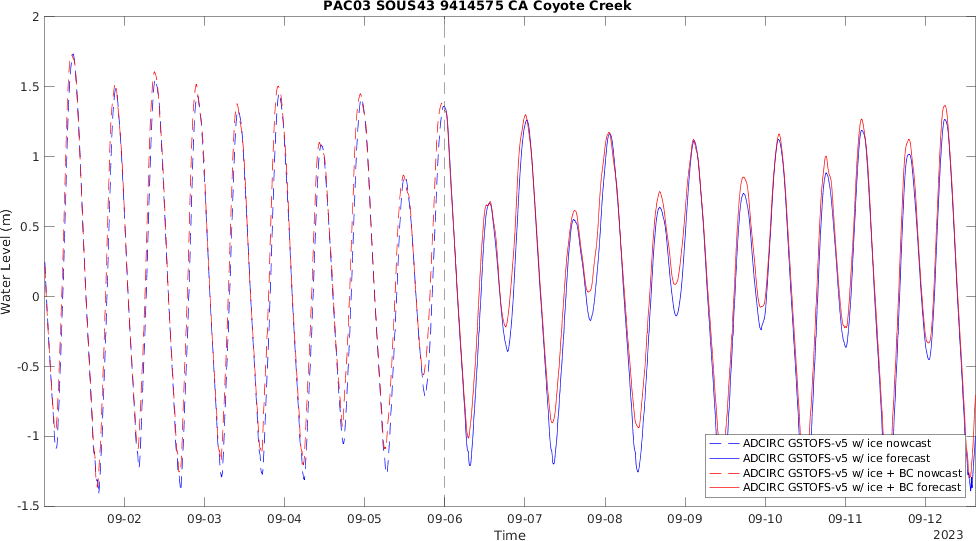 PAC03 SOUS43 9414575 CA Coyote Creek
2
1.5
1
0.5
0
-0.5
-1
-1.5
Water Level (m)
ADCIRC GSTOFS-v5 w/ ice nowcast
ADCIRC GSTOFS-v5 w/ ice forecast
ADCIRC GSTOFS-v5 w/ ice + BC nowcast
ADCIRC GSTOFS-v5 w/ ice + BC forecast
09-02 09-03 09-04 09-05 09-06 09-07 09-08 09-09 09-10 09-11 09-12
Time
2023